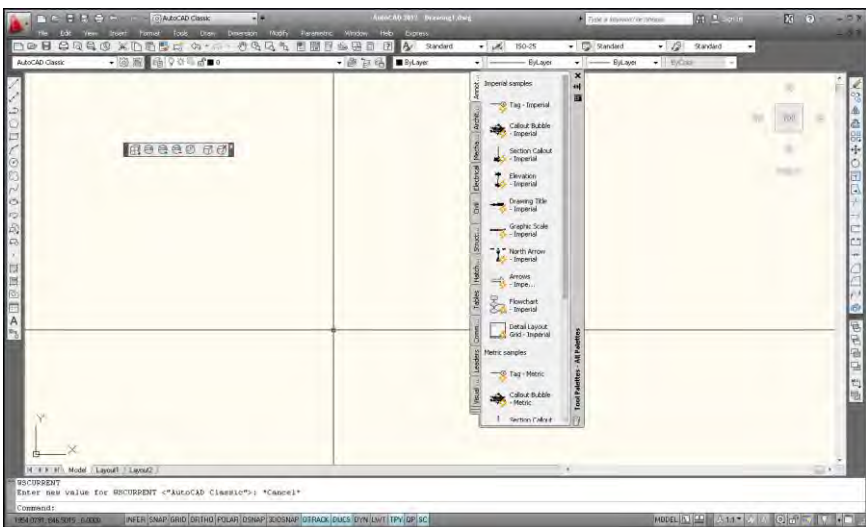 AutoCAD Classic
AutoCAD 2012 Drawing1.dwg
Type a keyword or phrase
Sign In
File Edit View Insert Format Tools Draw Dimension Modify Parametric Window Help Express
Standard
ISO-25
Standard
Standard
AutoCAD Classic
0
ByLayer
ByLayer
ByLayer
ByColor
Annot...
Archit...
Mecha...
Electrical
Civil
Struct...
Hatch...
Tables
Comm...
Leaders
Visual ...
Imperial samples
Tag - Imperial
Callout Bubble
- Imperial
Section Callout
- Imperial
Elevation
- Imperial
Drawing Title
- Imperial
Graphic Scale
- Imperial
North Arrow
- Imperial
Arrows
- Impe...
Flowchart
- Imperial
Detail Layout
Grid - Imperial
Metric samples
Tag - Metric
Callout Bubble
- Metric
Section Callout
Tool Palettes - All Palettes
TOP
Y
X
Model Layout1 Layout2
WSCURRENT
Enter new value for WSCURRENT <"AutoCAD Classic">: *Cancel*
Command:
INFER SNAP GRID ORTHO POLAR OSNAP 3DOSNAP OTRACK DUCS DYN LWT TPY QP SC
MODEL
1:1